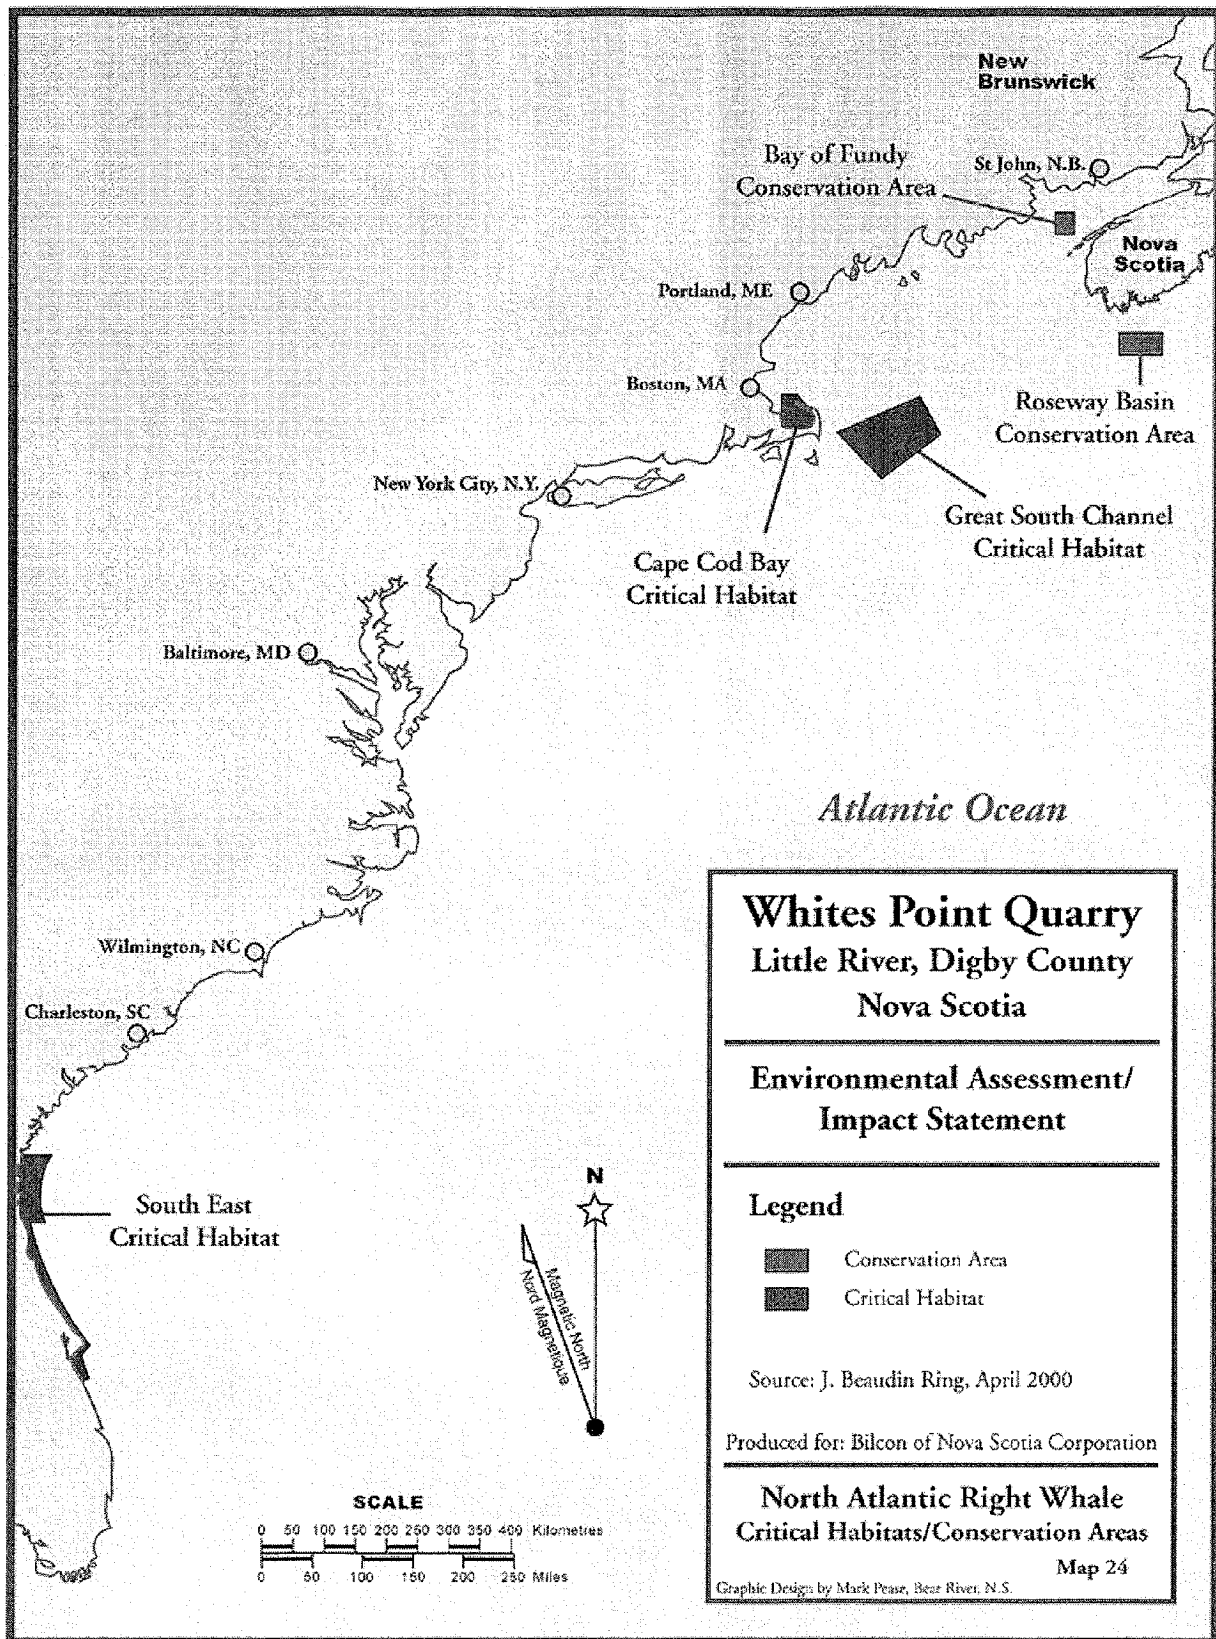 New
Brunswick
Bay of Fundy
Conservation Area
St John, N.B.
Nova
Scotia
Portland, ME
Boston, MA
Roseway Basin
Conservation Area
New York City, N.Y.
Great South Channel
Critical Habitat
Cape Cod Bay
Critical Habitat
Baltimore, MD
Atlantic Ocean
Wilmington, NC
Charleston, SC
South East
Critical Habitat
N
Magnetic North
Nord Magnetique
SCALE
0 50 100 150 200 250 300 350 400 Kilometres
0 50 100 150 200 250 Miles
Whites Point Quarry
Little River, Digby County
Nova Scotia
Environmental Assessment/
Impact Statement
Legend
Conservation Area
Critical Habitat
Source: J. Beaudin Ring, April 2000
Produced for: Bilcon of Nova Scotia Corporation
North Atlantic Right Whale
Critical Habitats/Conservation Areas
Map 24
Graphic Design by Mark Pease, Bear River, N.S.